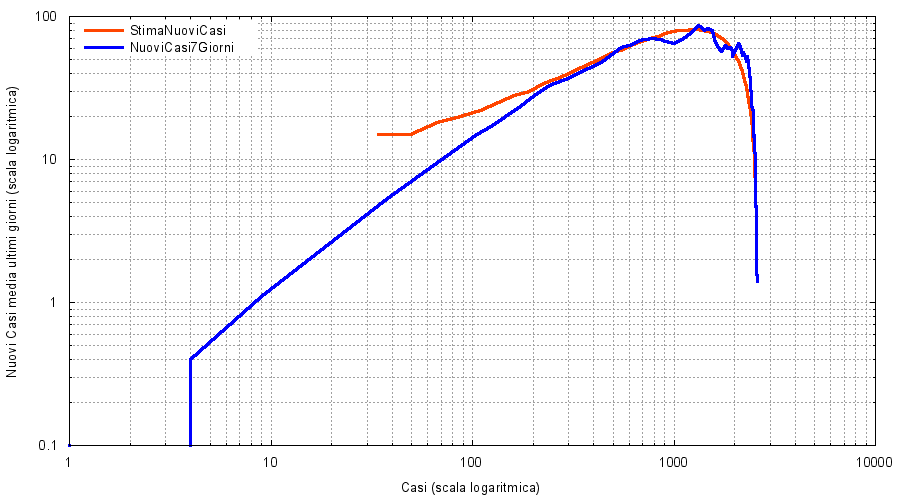 100
StimaNuoviCasi
NuoviCasi7Giorni
10
1
0.1
Nuovi Casi media ultimi giorni (scala logaritmica)
1 10 100 1000 10000
Casi (scala logaritmica)